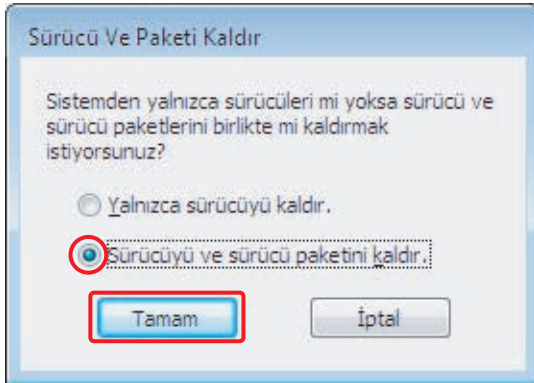 Sürücü Ve Paketi Kaldır
Sistemden yalnızca sürücüleri mi yoksa sürücü ve
sürücü paketlerini birlikte mi kaldırmak
istiyorsunuz?
Yalnızca sürücüyü kaldır.
Sürücüyü ve sürücü paketini kaldır.
Tamam
İptal